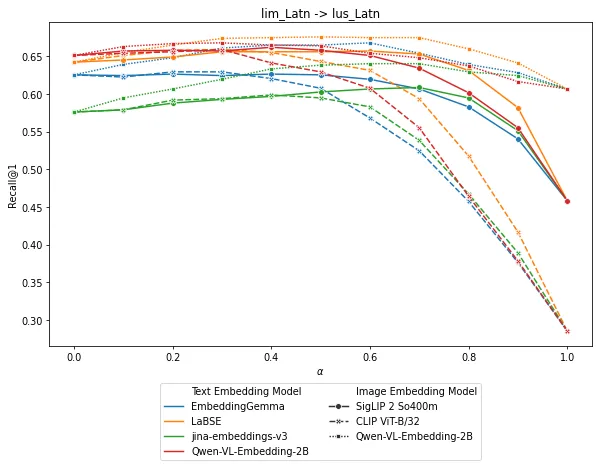 lim_Latn -> lus_Latn
Recall@1
0.65
0.60
0.55
0.50
0.45
0.40
0.35
0.30
0.0 0.2 0.4 0.6 0.8 1.0
α
Text Embedding Model Image Embedding Model
EmbeddingGemma SigLIP 2 So400m
LaBSE CLIP ViT-B/32
jina-embeddings-v3 Qwen-VL-Embedding-2B
Qwen-VL-Embedding-2B